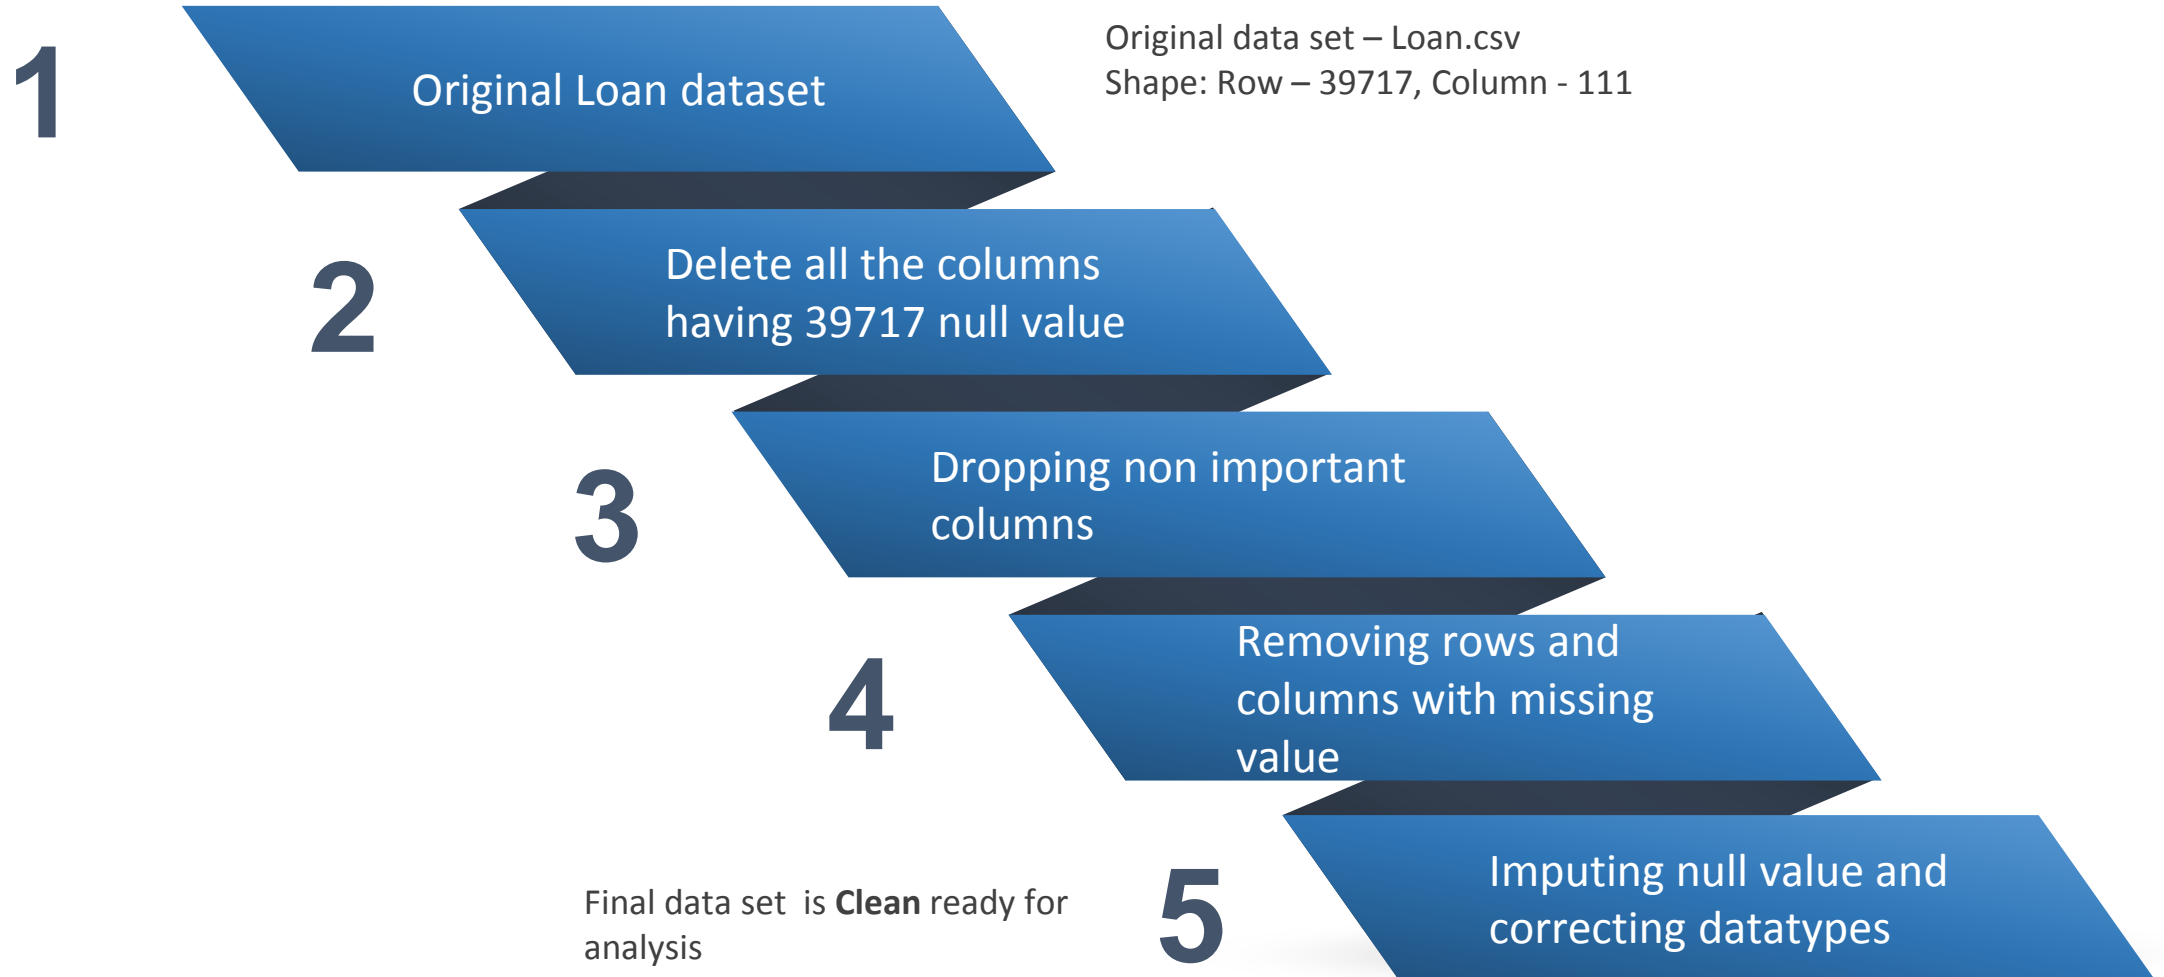 1
Original Loan dataset
Original data set – Loan.csv
Shape: Row – 39717, Column - 111
2
Delete all the columns
having 39717 null value
3
Dropping non important
columns
4
Removing rows and
columns with missing
value
5
Imputing null value and
correcting datatypes
Final data set  is Clean ready for
analysis